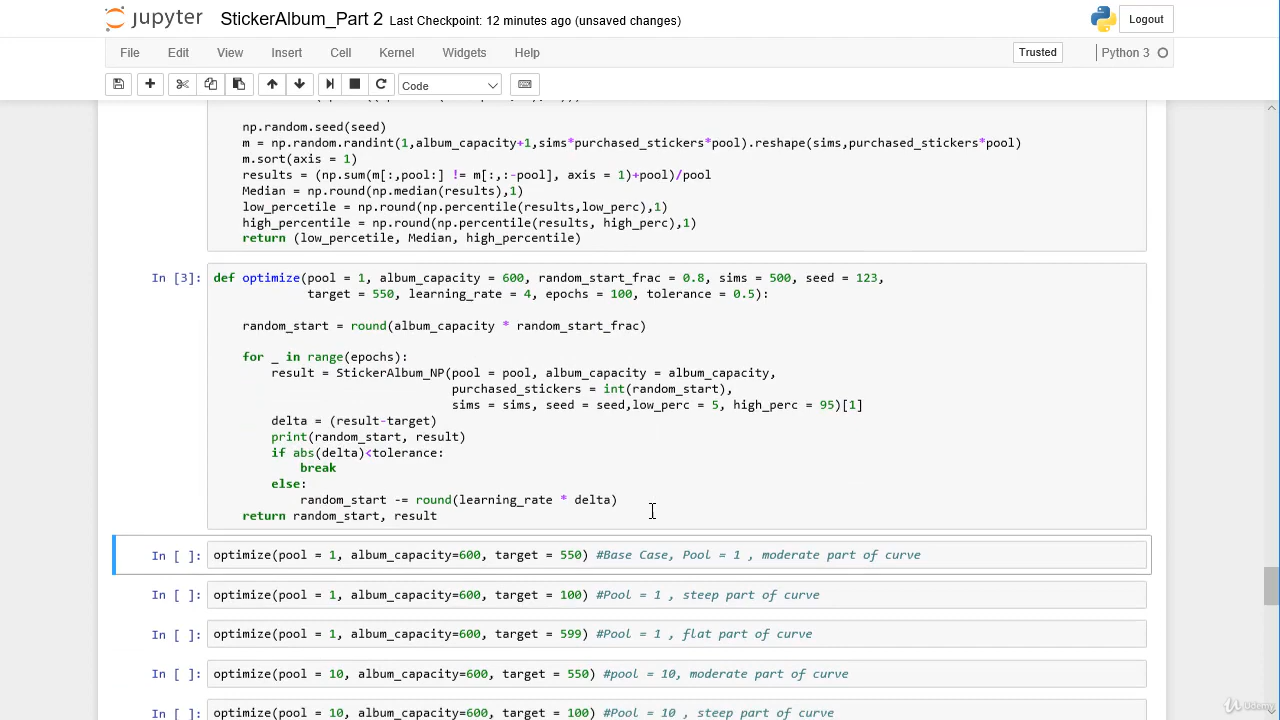 jupyter StickerAlbum_Part 2 Last Checkpoint: 12 minutes ago (unsaved changes) Logout
File Edit View Insert Cell Kernel Widgets Help Trusted Python 3
Code
np.random.seed(seed)
m = np.random.randint(1,album_capacity+1,sims*purchased_stickers*pool).reshape(sims,purchased_stickers*pool)
m.sort(axis = 1)
results = (np.sum(m[:,pool:] != m[:,:-pool], axis = 1)+pool)/pool
Median = np.round(np.median(results),1)
low_percetile = np.round(np.percentile(results,low_perc),1)
high_percentile = np.round(np.percentile(results, high_perc),1)
return (low_percetile, Median, high_percentile)
In [3]: def optimize(pool = 1, album_capacity = 600, random_start_frac = 0.8, sims = 500, seed = 123,
target = 550, learning_rate = 4, epochs = 100, tolerance = 0.5):
random_start = round(album_capacity * random_start_frac)
for _ in range(epochs):
result = StickerAlbum_NP(pool = pool, album_capacity = album_capacity,
purchased_stickers = int(random_start),
sims = sims, seed = seed,low_perc = 5, high_perc = 95)[1]
delta = (result-target)
print(random_start, result)
if abs(delta)<tolerance:
break
else:
random_start -= round(learning_rate * delta)
return random_start, result
In [ ]: optimize(pool = 1, album_capacity=600, target = 550) #Base Case, Pool = 1 , moderate part of curve
In [ ]: optimize(pool = 1, album_capacity=600, target = 100) #Pool = 1 , steep part of curve
In [ ]: optimize(pool = 1, album_capacity=600, target = 599) #Pool = 1 , flat part of curve
In [ ]: optimize(pool = 10, album_capacity=600, target = 550) #pool = 10, moderate part of curve
In [ ]: optimize(pool = 10, album_capacity=600, target = 100) #Pool = 10 , steep part of curve
Udemy